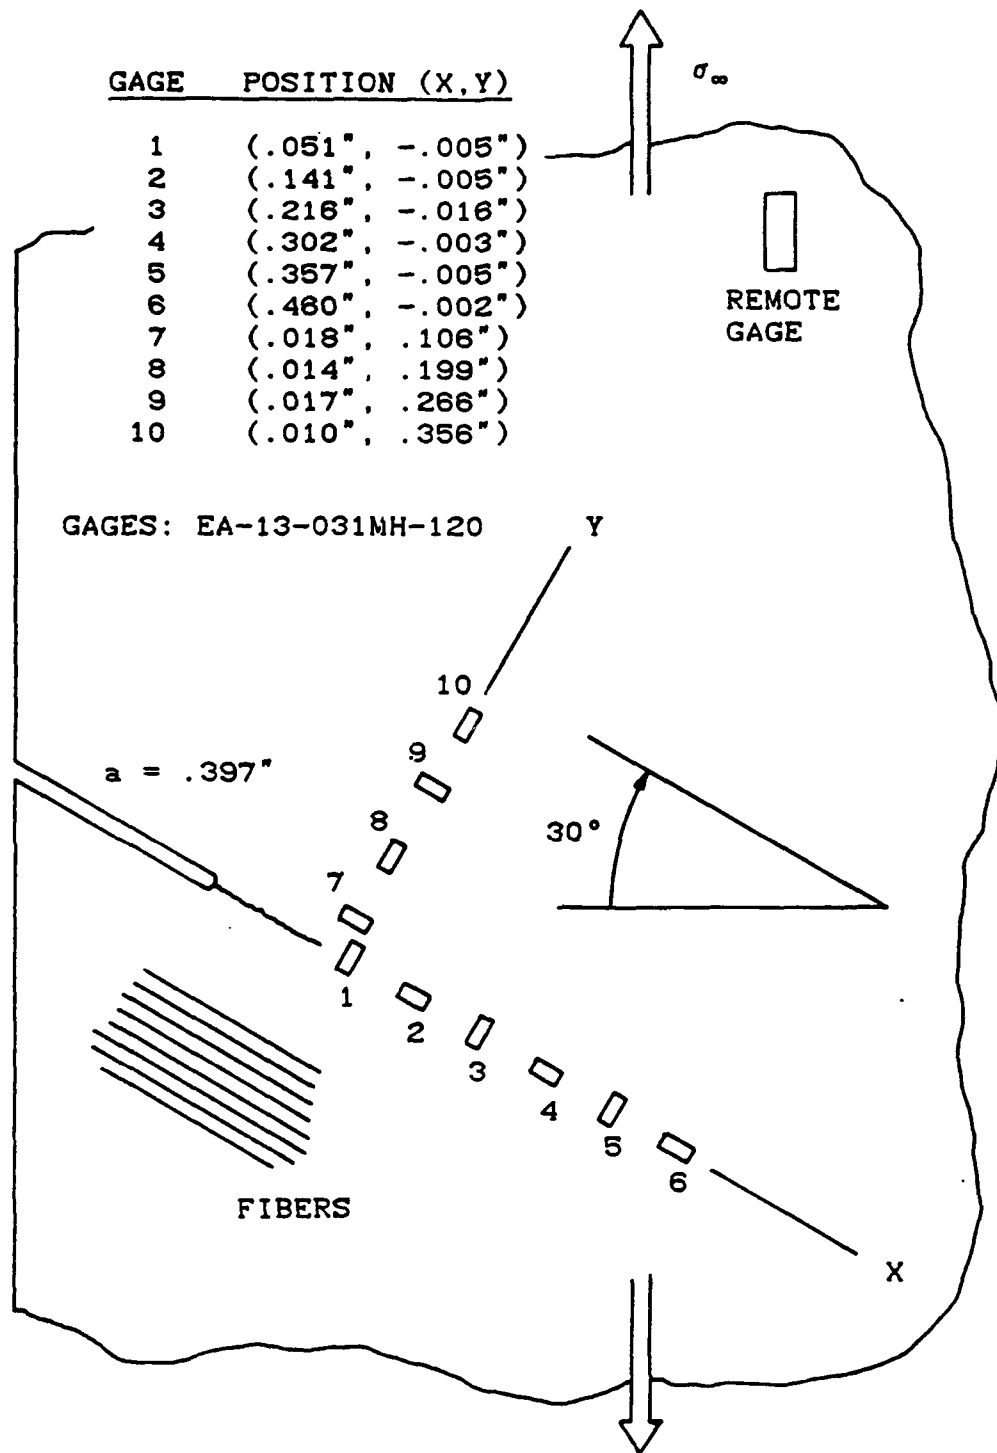 σ∞
GAGE POSITION (X,Y)
1 (.051", -.005")
2 (.141", -.005")
3 (.216", -.016")
4 (.302", -.003")
5 (.357", -.005")
6 (.460", -.002")
7 (.018", .106")
8 (.014", .199")
9 (.017", .266")
10 (.010", .356")
REMOTE
GAGE
GAGES: EA-13-031MH-120
Y
10
9
a = .397"
8
30°
7
1
2
3
4
5
6
FIBERS
X